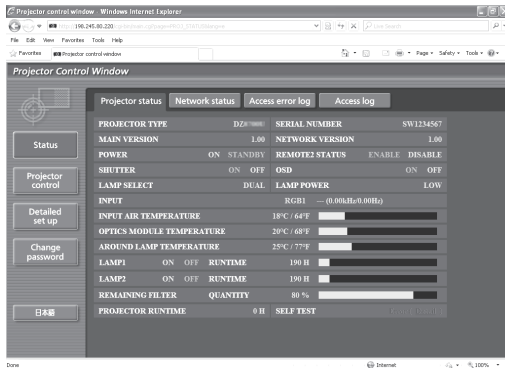 Projector control window - Windows Internet Explorer
File Edit View Favorites Tools Help
Favorites Projector control window
Page Safety Tools
Projector Control Window
Projector status Network status Access error log Access log
Status
Projector control
Detailed set up
Change password
日本語
PROJECTOR TYPE SERIAL NUMBER SW1234567
MAIN VERSION 1.00 NETWORK VERSION 1.00
POWER ON STANDBY REMOTE2 STATUS ENABLE DISABLE
SHUTTER ON OFF OSD ON OFF
LAMP SELECT DUAL LAMP POWER LOW
INPUT RGB1 — (0.00kHz/0.00Hz)
INPUT AIR TEMPERATURE 18°C / 64°F
OPTICS MODULE TEMPERATURE 20°C / 68°F
AROUND LAMP TEMPERATURE 25°C / 77°F
LAMP1 ON OFF RUNTIME 190 H
LAMP2 ON OFF RUNTIME 190 H
REMAINING FILTER QUANTITY 80 %
PROJECTOR RUNTIME 0 H SELF TEST
Done Internet 100%